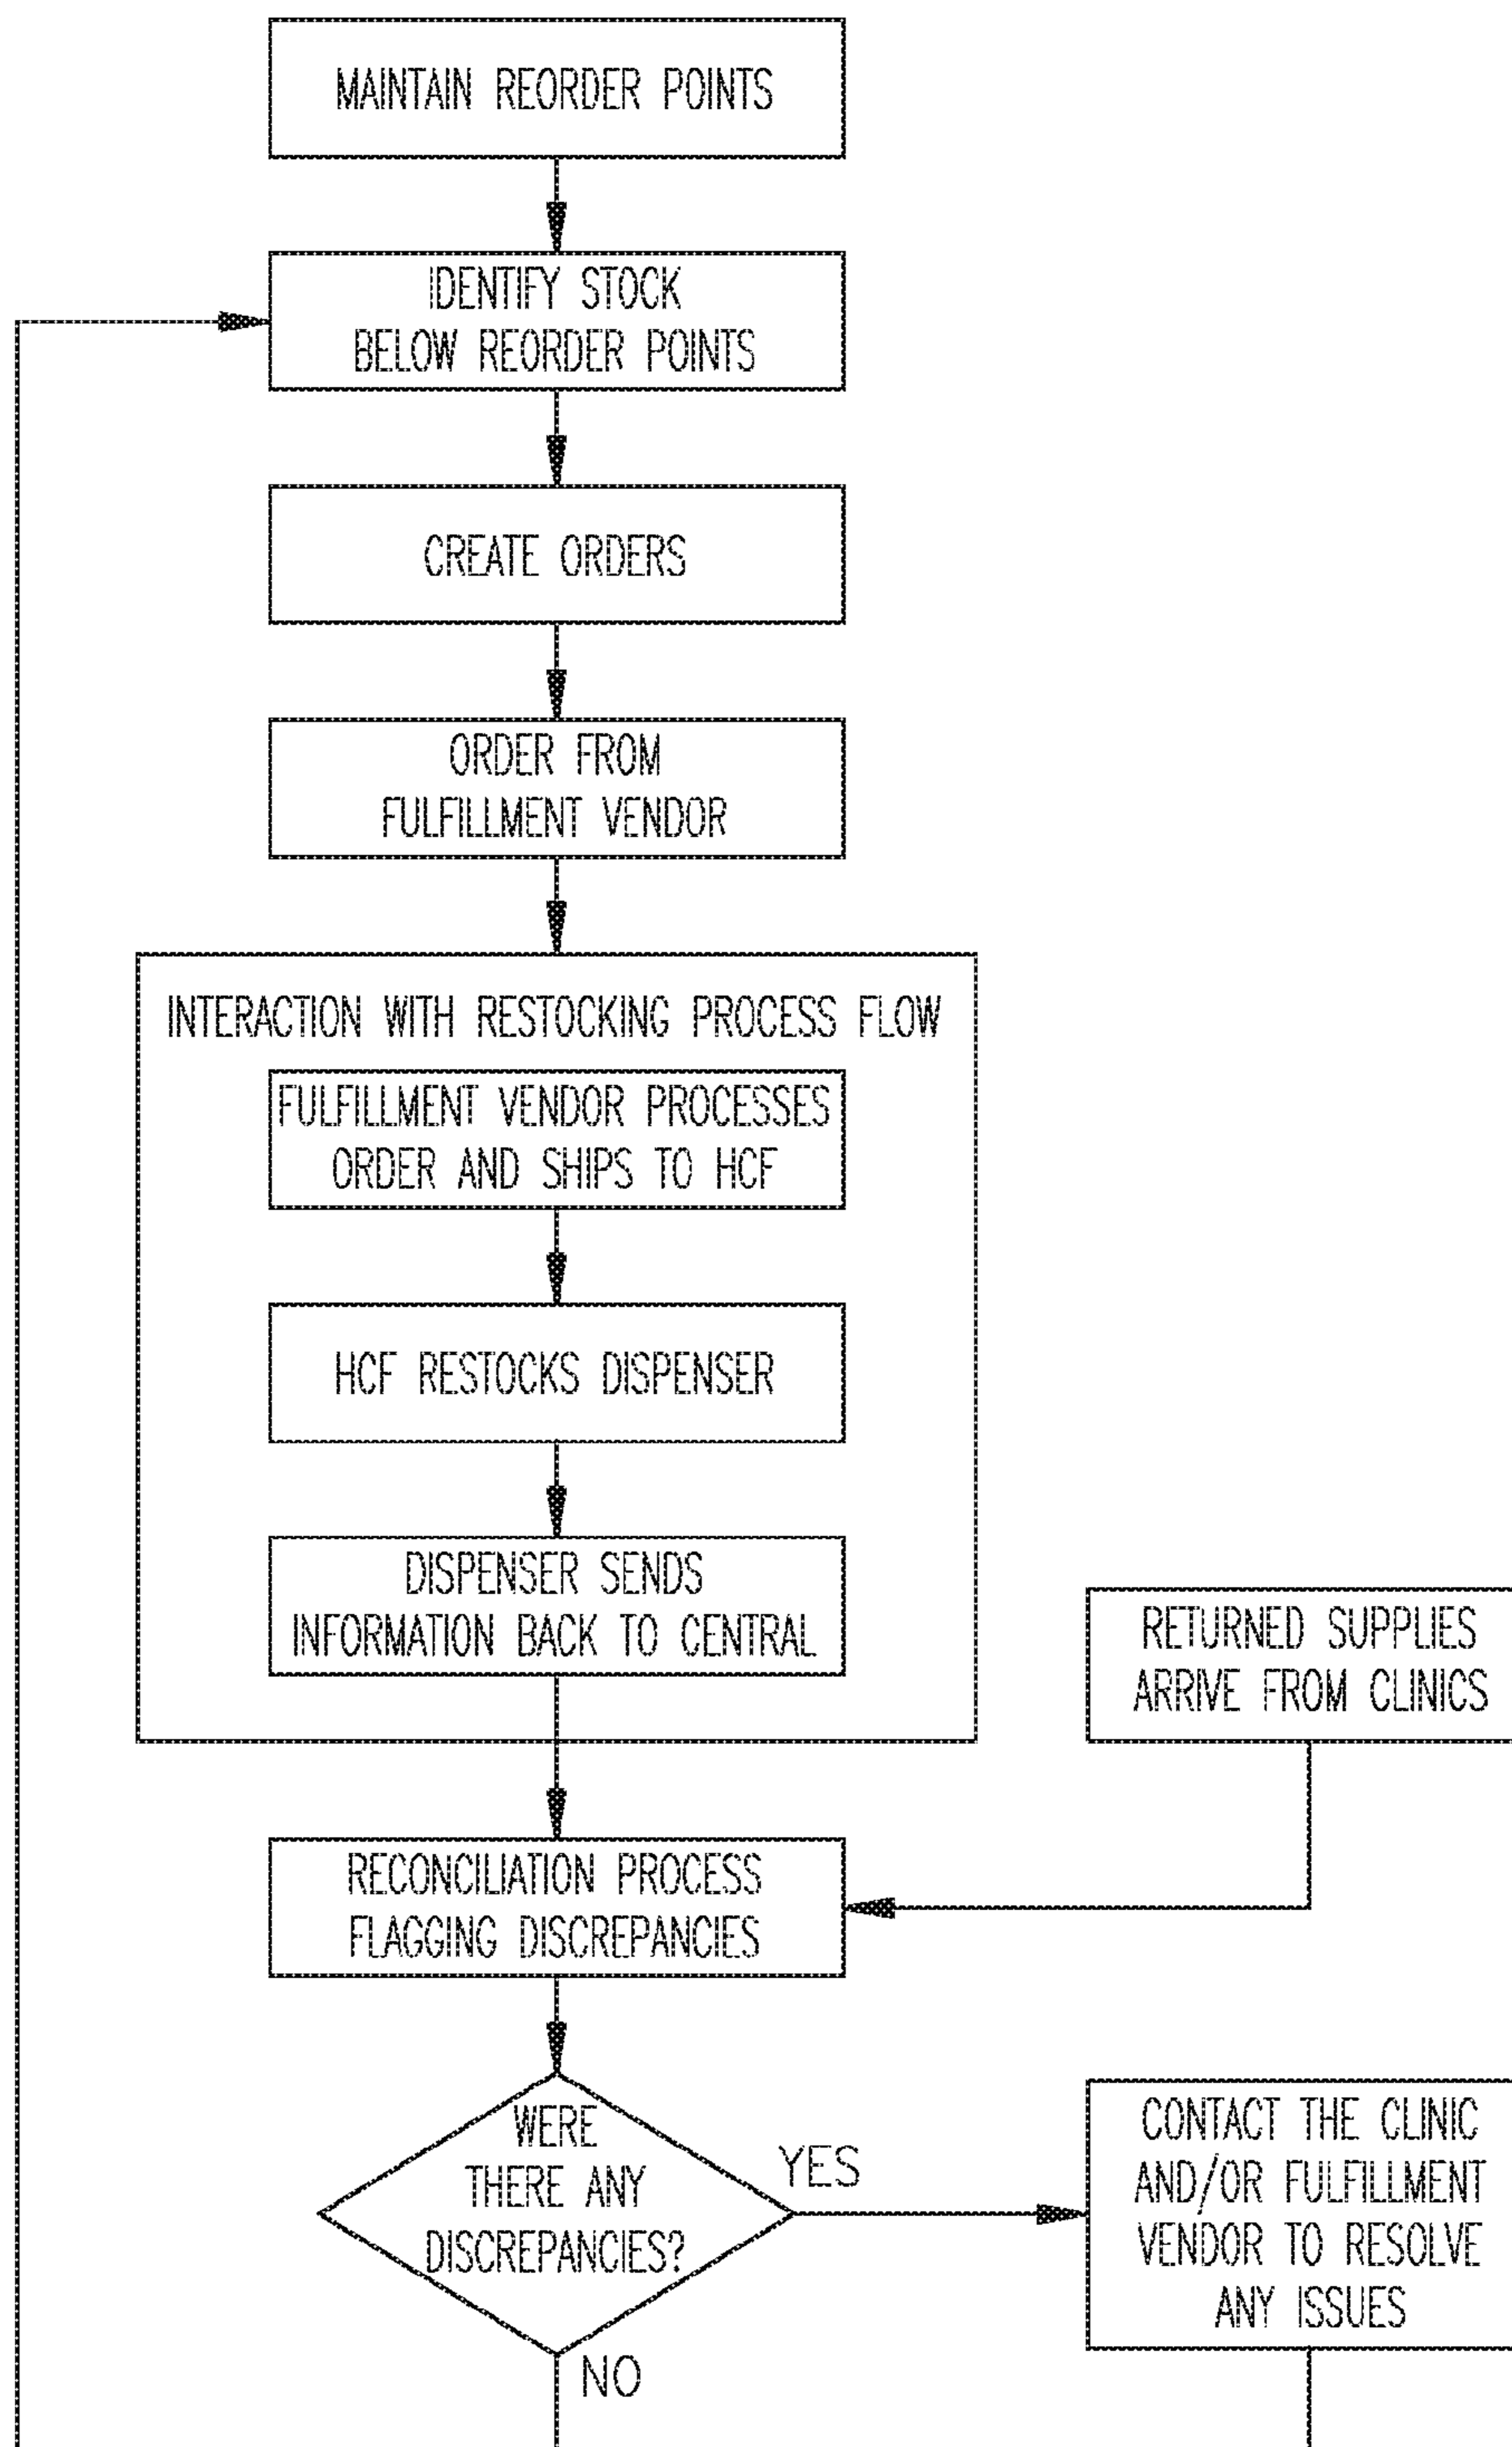 MAINTAIN REORDER POINTS
IDENTIFY STOCK
BELOW REORDER POINTS
CREATE ORDERS
ORDER FROM
FULFILLMENT VENDOR
INTERACTION WITH RESTOCKING PROCESS FLOW
FULFILLMENT VENDOR PROCESSES
ORDER AND SHIPS TO HCF
HCF RESTOCKS DISPENSER
DISPENSER SENDS
INFORMATION BACK TO CENTRAL
RETURNED SUPPLIES
ARRIVE FROM CLINICS
RECONCILIATION PROCESS
FLAGGING DISCREPANCIES
WERE
THERE ANY
DISCREPANCIES?
YES
CONTACT THE CLINIC
AND/OR FULFILLMENT
VENDOR TO RESOLVE
ANY ISSUES
NO